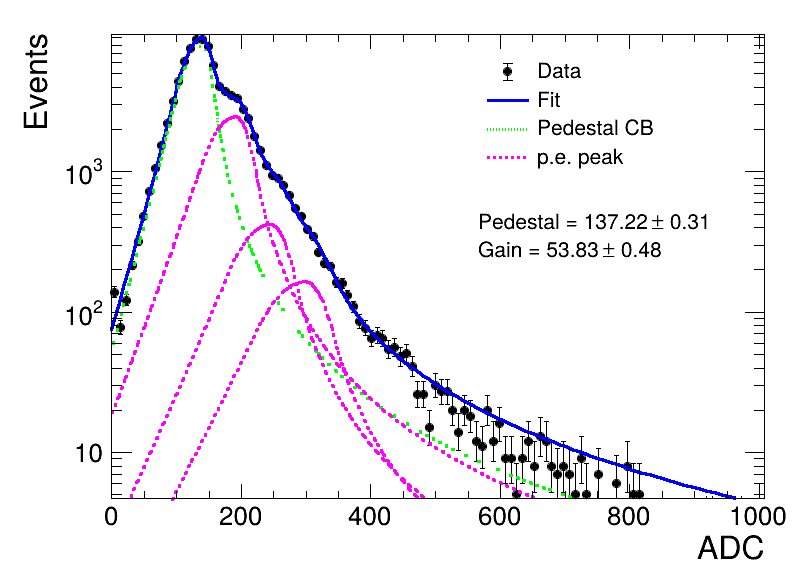 Events
Data
Fit
Pedestal CB
p.e. peak
Pedestal = 137.22 ± 0.31
Gain = 53.83 ± 0.48
10³
10²
10
0 200 400 600 800 1000
ADC